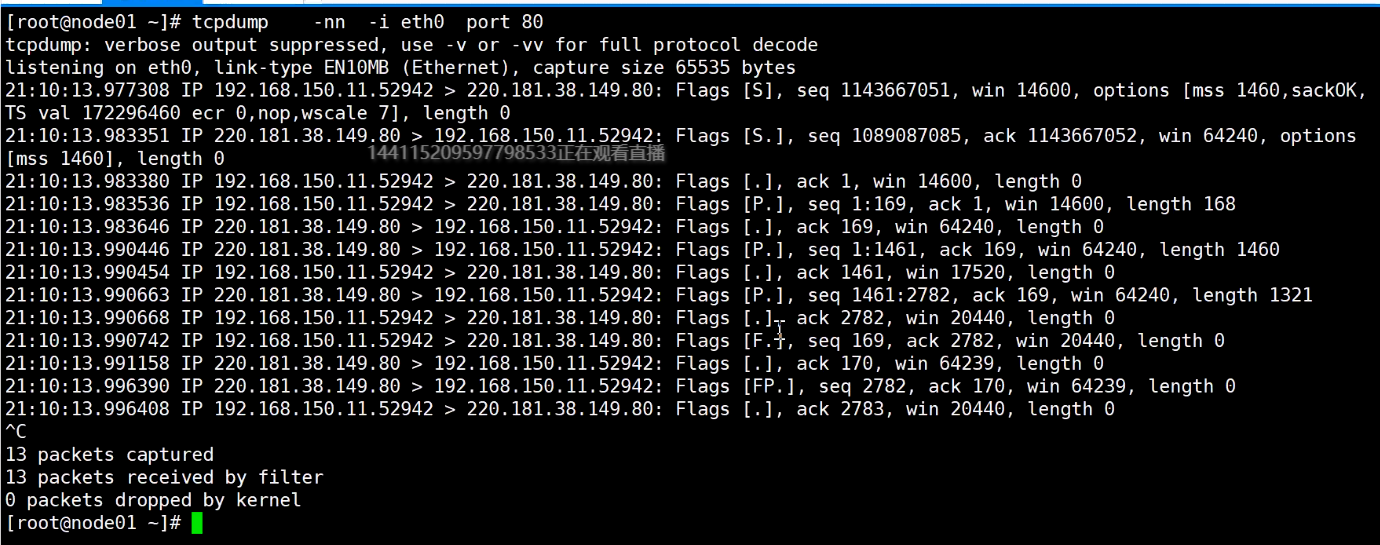 [root@node01 ~]# tcpdump    -nn  -i eth0  port 80
tcpdump: verbose output suppressed, use -v or -vv for full protocol decode
listening on eth0, link-type EN10MB (Ethernet), capture size 65535 bytes
21:10:13.977308 IP 192.168.150.11.52942 > 220.181.38.149.80: Flags [S], seq 1143667051, win 14600, options [mss 1460,sackOK,
TS val 172296460 ecr 0,nop,wscale 7], length 0
21:10:13.983351 IP 220.181.38.149.80 > 192.168.150.11.52942: Flags [S.], seq 1089087085, ack 1143667052, win 64240, options
[mss 1460], length 0
144115209597798533正在观看直播
21:10:13.983380 IP 192.168.150.11.52942 > 220.181.38.149.80: Flags [.], ack 1, win 14600, length 0
21:10:13.983536 IP 192.168.150.11.52942 > 220.181.38.149.80: Flags [P.], seq 1:169, ack 1, win 14600, length 168
21:10:13.983646 IP 220.181.38.149.80 > 192.168.150.11.52942: Flags [.], ack 169, win 64240, length 0
21:10:13.990446 IP 220.181.38.149.80 > 192.168.150.11.52942: Flags [P.], seq 1:1461, ack 169, win 64240, length 1460
21:10:13.990454 IP 192.168.150.11.52942 > 220.181.38.149.80: Flags [.], ack 1461, win 17520, length 0
21:10:13.990663 IP 220.181.38.149.80 > 192.168.150.11.52942: Flags [P.], seq 1461:2782, ack 169, win 64240, length 1321
21:10:13.990668 IP 192.168.150.11.52942 > 220.181.38.149.80: Flags [.], ack 2782, win 20440, length 0
21:10:13.990742 IP 192.168.150.11.52942 > 220.181.38.149.80: Flags [F.], seq 169, ack 2782, win 20440, length 0
21:10:13.991158 IP 220.181.38.149.80 > 192.168.150.11.52942: Flags [.], ack 170, win 64239, length 0
21:10:13.996390 IP 220.181.38.149.80 > 192.168.150.11.52942: Flags [FP.], seq 2782, ack 170, win 64239, length 0
21:10:13.996408 IP 192.168.150.11.52942 > 220.181.38.149.80: Flags [.], ack 2783, win 20440, length 0
^C
13 packets captured
13 packets received by filter
0 packets dropped by kernel
[root@node01 ~]#